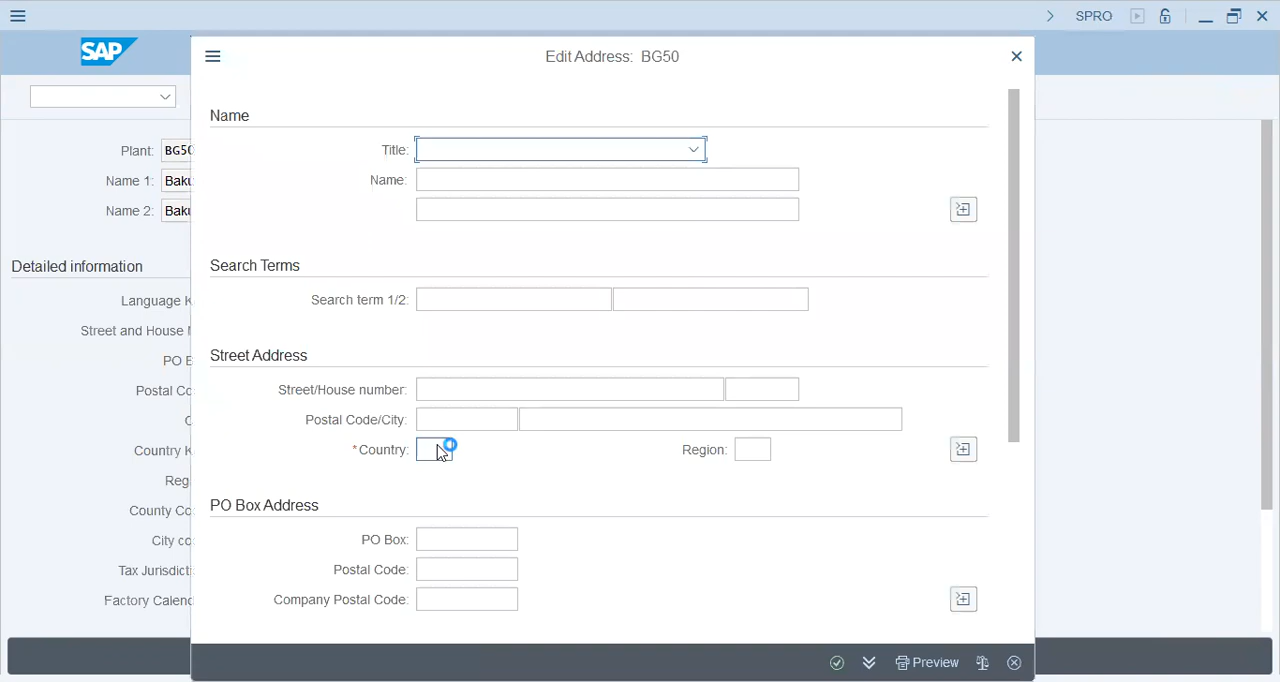 SPRO
SAP
Edit Address: BG50
Name
Plant: BG50
Title:
Name 1: Baku
Name:
Name 2: Baku
Detailed information
Search Terms
Language K
Search term 1/2:
Street and House
Street Address
PO
Postal Co
Street/House number:
Postal Code/City:
Country K
*Country:
Region:
Reg
PO Box Address
County Co
City co
PO Box:
Tax Jurisdicti
Postal Code:
Factory Calend
Company Postal Code:
Preview